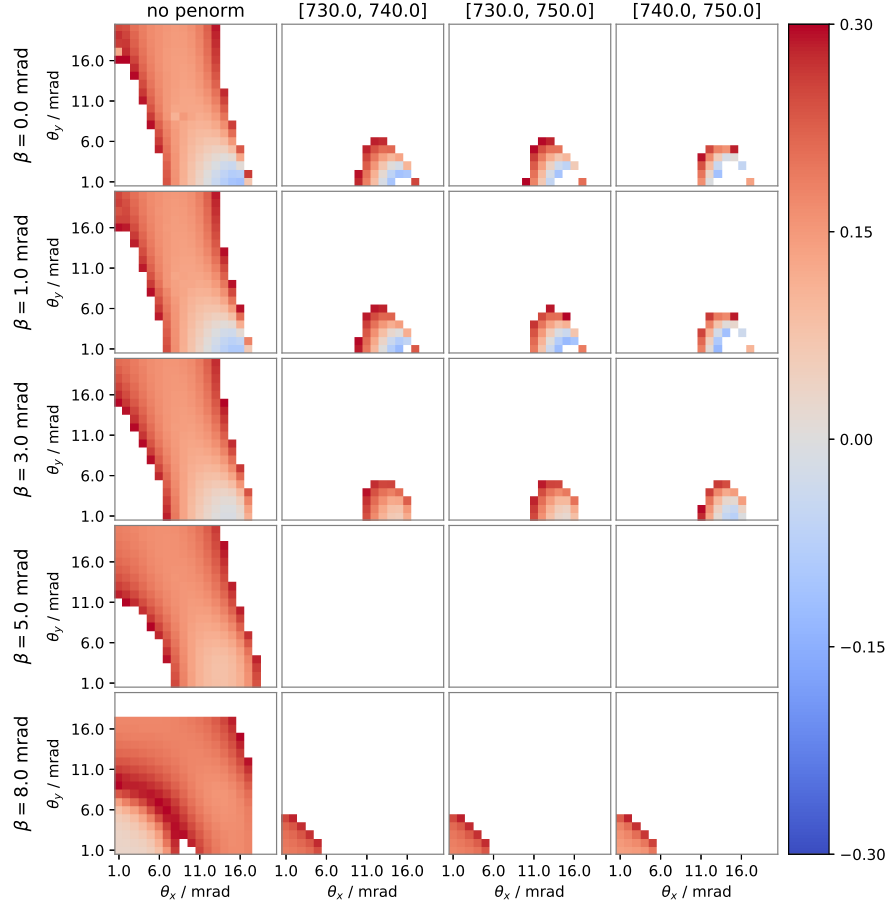 no penorm [730.0, 740.0] [730.0, 750.0] [740.0, 750.0]
β = 0.0 mrad
θy / mrad
16.0
11.0
6.0
1.0
β = 1.0 mrad
θy / mrad
16.0
11.0
6.0
1.0
β = 3.0 mrad
θy / mrad
16.0
11.0
6.0
1.0
β = 5.0 mrad
θy / mrad
16.0
11.0
6.0
1.0
β = 8.0 mrad
θy / mrad
16.0
11.0
6.0
1.0
1.0 6.0 11.0 16.0 1.0 6.0 11.0 16.0 1.0 6.0 11.0 16.0 1.0 6.0 11.0 16.0
θx / mrad θx / mrad θx / mrad θx / mrad
0.30
0.15
0.00
−0.15
−0.30